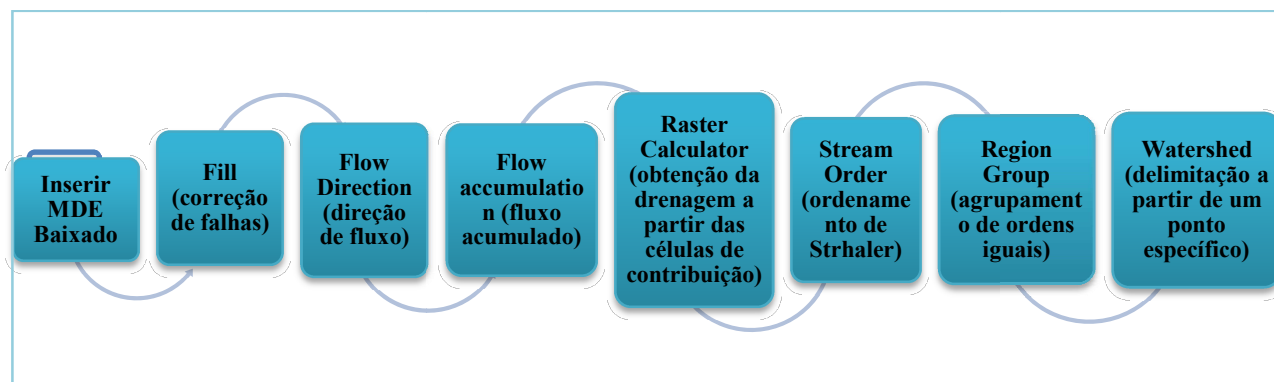 Inserir
MDE
Baixado
Fill
(correção
de falhas)
Flow
Direction
(direção
de fluxo)
Flow
accumulatio
n (fluxo
acumulado)
Raster
Calculator
(obtenção da
drenagem a
partir das
células de
contribuição)
Stream
Order
(ordename
nto de
Strhaler)
Region
Group
(agrupament
o de ordens
iguais)
Watershed
(delimitação a
partir de um
ponto
específico)